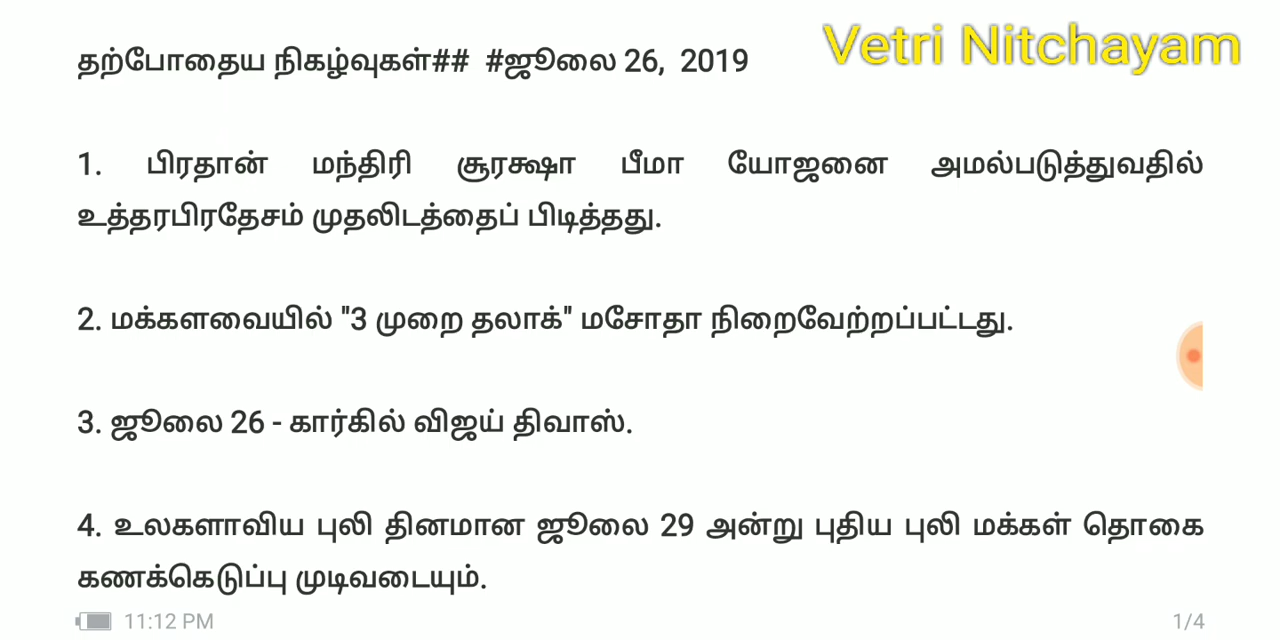 தற்போதைய நிகழ்வுகள்## #ஜூலை 26, 2019
Vetri Nitchayam
1. பிரதான் மந்திரி சூரக்ஷா பீமா யோஜனை அமல்படுத்துவதில்
உத்தரபிரதேசம் முதலிடத்தைப் பிடித்தது.
2. மக்களவையில் "3 முறை தலாக்" மசோதா நிறைவேற்றப்பட்டது.
3. ஜூலை 26 - கார்கில் விஜய் திவாஸ்.
4. உலகளாவிய புலி தினமான ஜூலை 29 அன்று புதிய புலி மக்கள் தொகை
கணக்கெடுப்பு முடிவடையும்.
11:12 PM
1/4